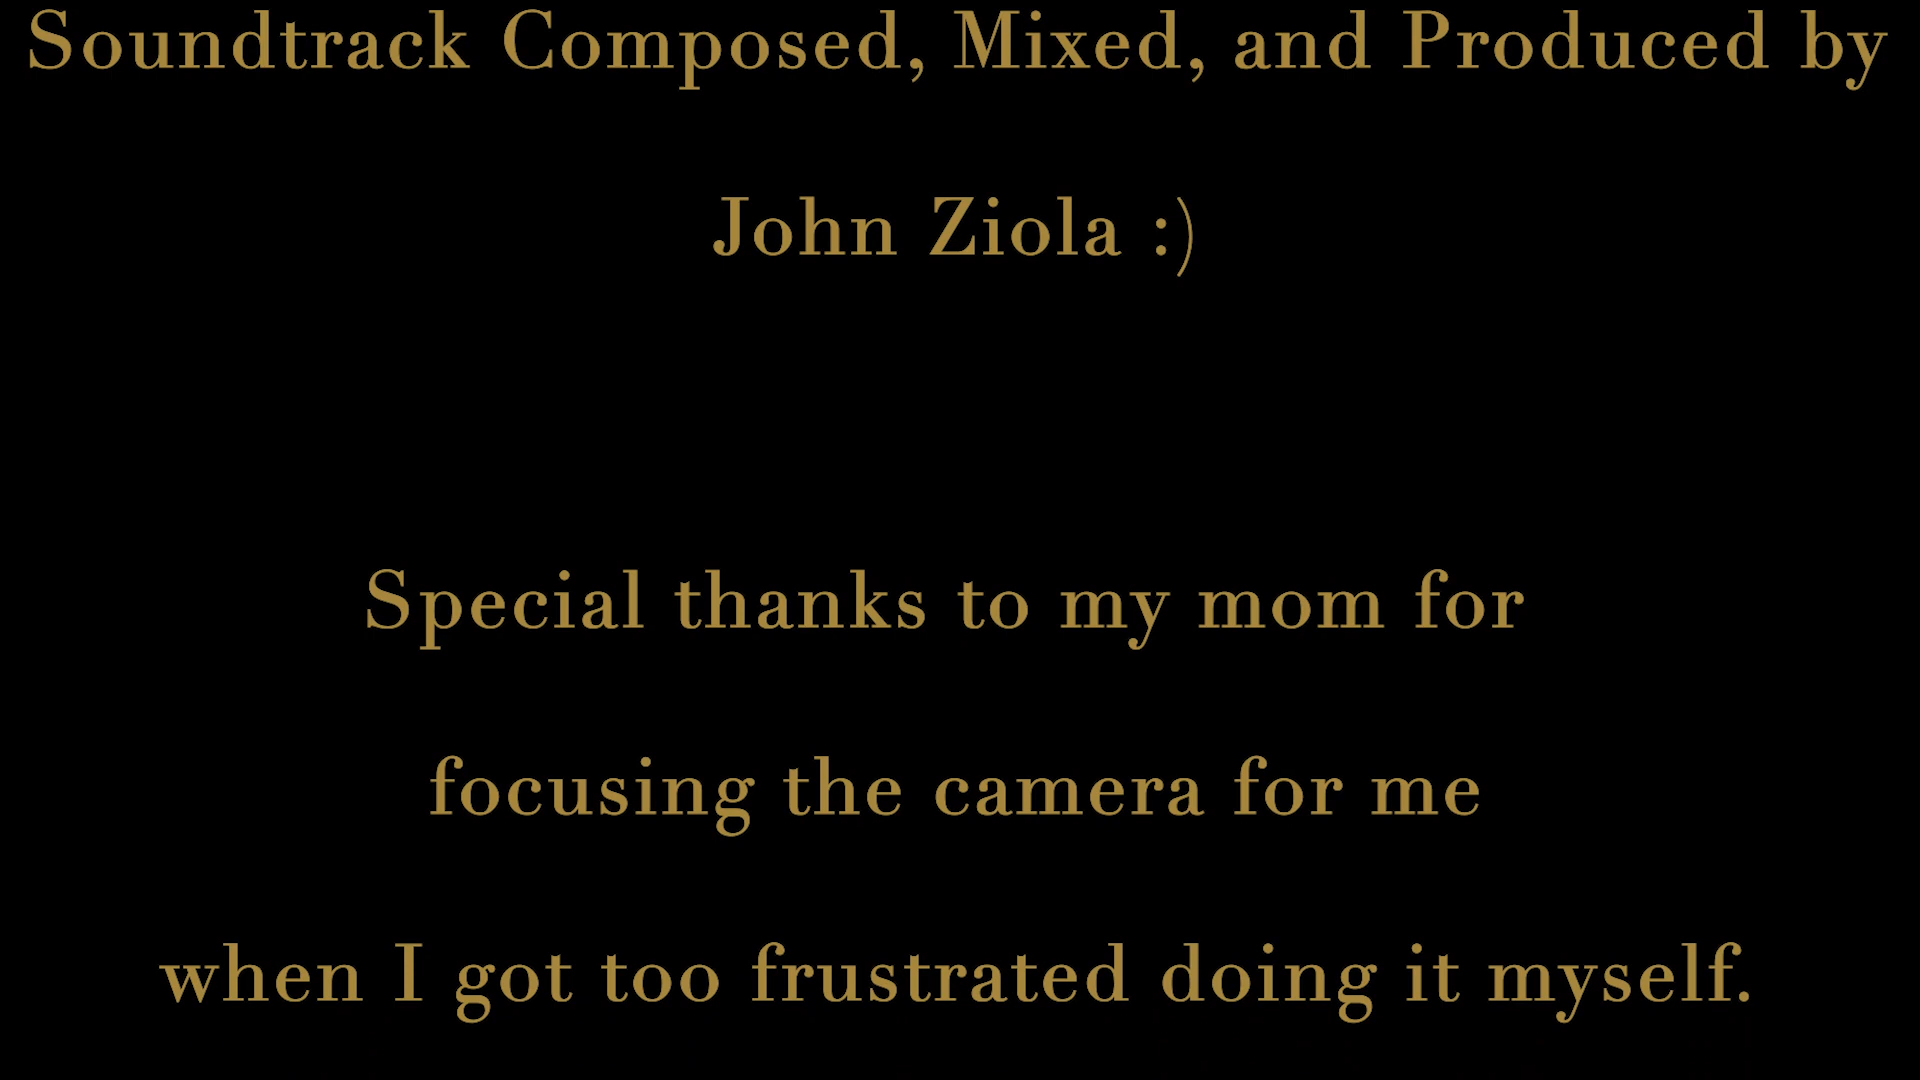 Soundtrack Composed, Mixed, and Produced by
John Ziola :)
Special thanks to my mom for
focusing the camera for me
when I got too frustrated doing it myself.